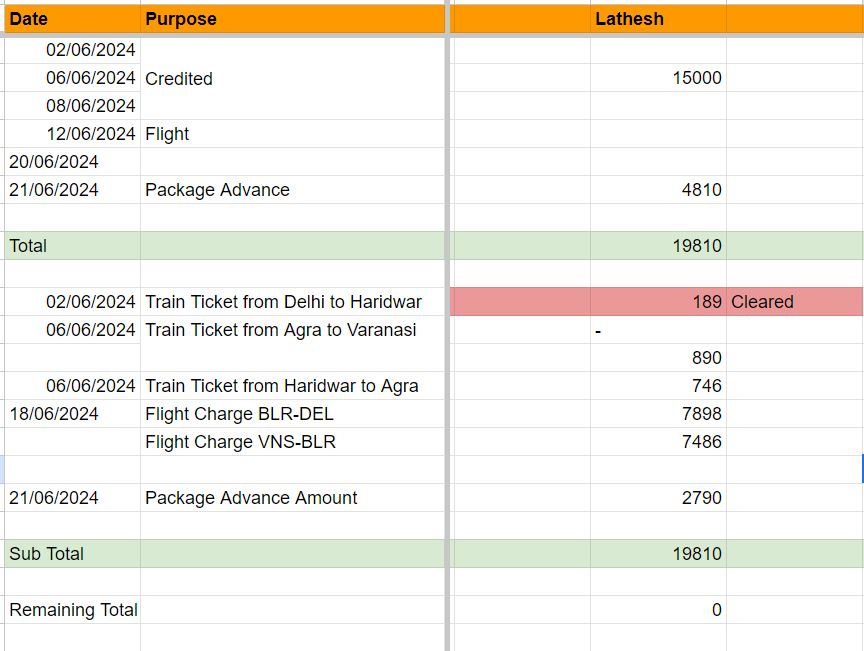 Date Purpose Lathesh
02/06/2024
06/06/2024 Credited 15000
08/06/2024
12/06/2024 Flight
20/06/2024
21/06/2024 Package Advance 4810
Total 19810
02/06/2024 Train Ticket from Delhi to Haridwar 189 Cleared
06/06/2024 Train Ticket from Agra to Varanasi -
890
06/06/2024 Train Ticket from Haridwar to Agra 746
18/06/2024 Flight Charge BLR-DEL 7898
Flight Charge VNS-BLR 7486
21/06/2024 Package Advance Amount 2790
Sub Total 19810
Remaining Total 0